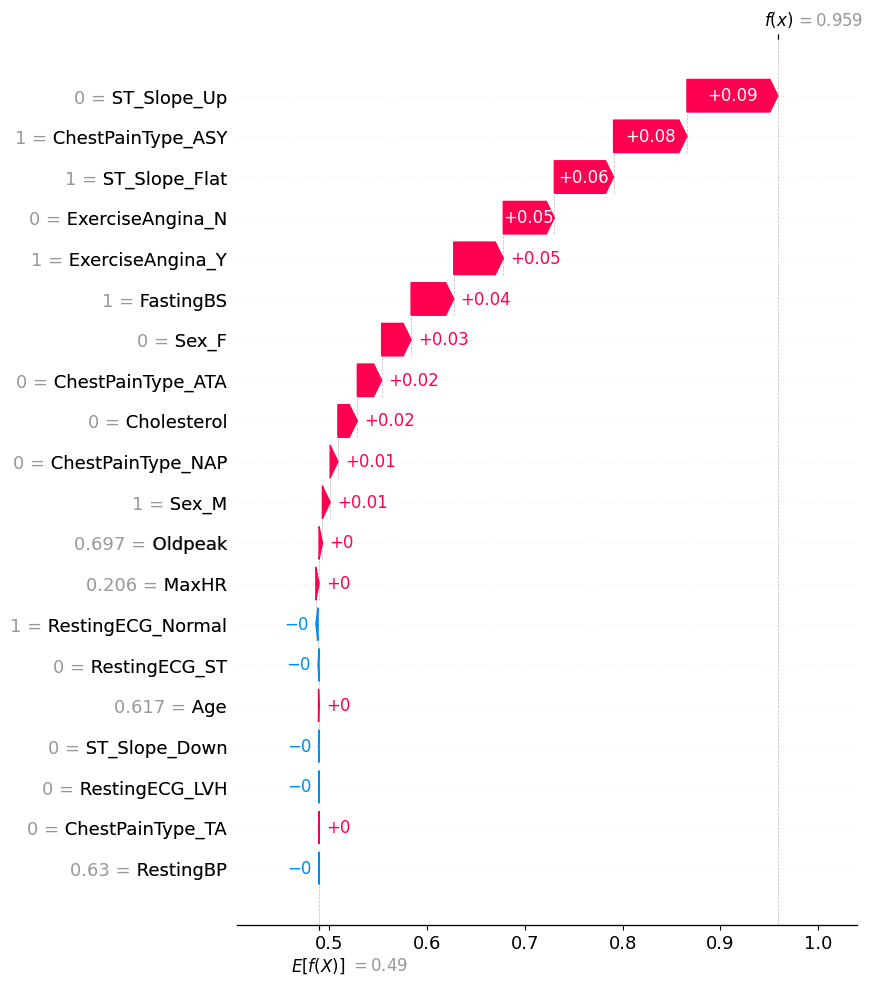 f(x) = 0.959
0 = ST_Slope_Up +0.09
1 = ChestPainType_ASY +0.08
1 = ST_Slope_Flat +0.06
0 = ExerciseAngina_N +0.05
1 = ExerciseAngina_Y +0.05
1 = FastingBS +0.04
0 = Sex_F +0.03
0 = ChestPainType_ATA +0.02
0 = Cholesterol +0.02
0 = ChestPainType_NAP +0.01
1 = Sex_M +0.01
0.697 = Oldpeak +0
0.206 = MaxHR +0
1 = RestingECG_Normal −0
0 = RestingECG_ST −0
0.617 = Age +0
0 = ST_Slope_Down −0
0 = RestingECG_LVH −0
0 = ChestPainType_TA +0
0.63 = RestingBP −0
0.5 0.6 0.7 0.8 0.9 1.0
E[f(X)] = 0.49